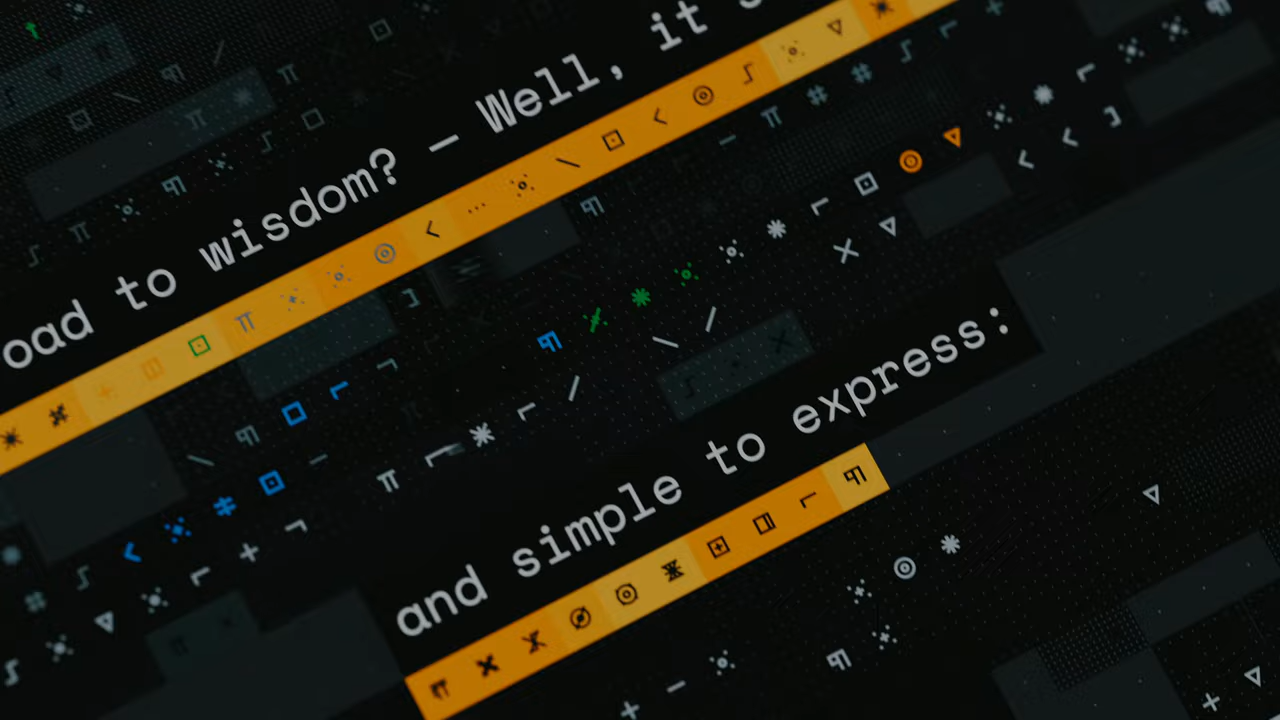 oad to wisdom? — Well, it s
and simple to express: